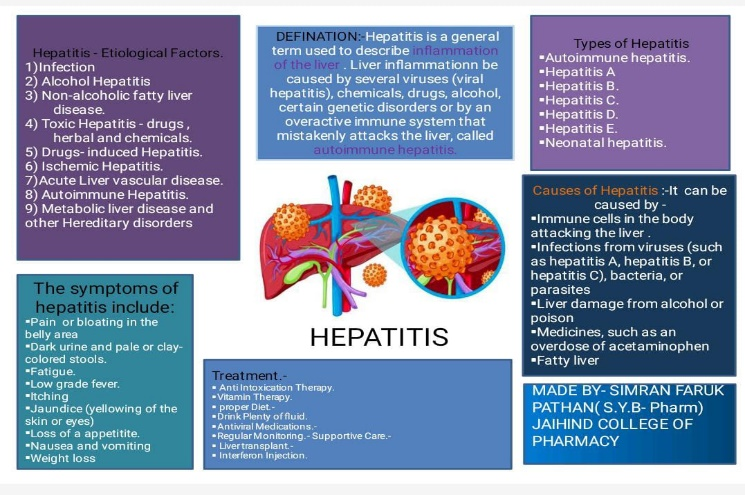 Hepatitis - Etiological Factors.
1)Infection
2) Alcohol Hepatitis
3) Non-alcoholic fatty liver
disease.
4) Toxic Hepatitis - drugs ,
herbal and chemicals.
5) Drugs- induced Hepatitis.
6) Ischemic Hepatitis.
7)Acute Liver vascular disease.
8) Autoimmune Hepatitis.
9) Metabolic liver disease and
other Hereditary disorders
DEFINATION:-Hepatitis is a general
term used to describe inflammation
of the liver . Liver inflammationn be
caused by several viruses (viral
hepatitis), chemicals, drugs, alcohol,
certain genetic disorders or by an
overactive immune system that
mistakenly attacks the liver, called
autoimmune hepatitis.
Types of Hepatitis
▪Autoimmune hepatitis.
▪Hepatitis A
▪Hepatitis B.
▪Hepatitis C.
▪Hepatitis D.
▪Hepatitis E.
▪Neonatal hepatitis.
Causes of Hepatitis :-It can be
caused by -
▪Immune cells in the body
attacking the liver .
▪Infections from viruses (such
as hepatitis A, hepatitis B, or
hepatitis C), bacteria, or
parasites
▪Liver damage from alcohol or
poison
▪Medicines, such as an
overdose of acetaminophen
▪Fatty liver
The symptoms of
hepatitis include:
▪Pain or bloating in the
belly area
▪Dark urine and pale or clay-
colored stools.
▪Fatigue.
▪Low grade fever.
▪Itching
▪Jaundice (yellowing of the
skin or eyes)
▪Loss of a appetitite.
▪Nausea and vomiting
▪Weight loss
HEPATITIS
Treatment.-
▪ Anti Intoxication Therapy.
▪Vitamin Therapy.
▪ proper Diet.-
▪Drink Plenty of fluid.
▪Antiviral Medications.-
▪Regular Monitoring.- Supportive Care.-
▪ Liver transplant.-
▪ Interferon Injection.
MADE BY- SIMRAN FARUK
PATHAN( S.Y.B- Pharm)
JAIHIND COLLEGE OF
PHARMACY